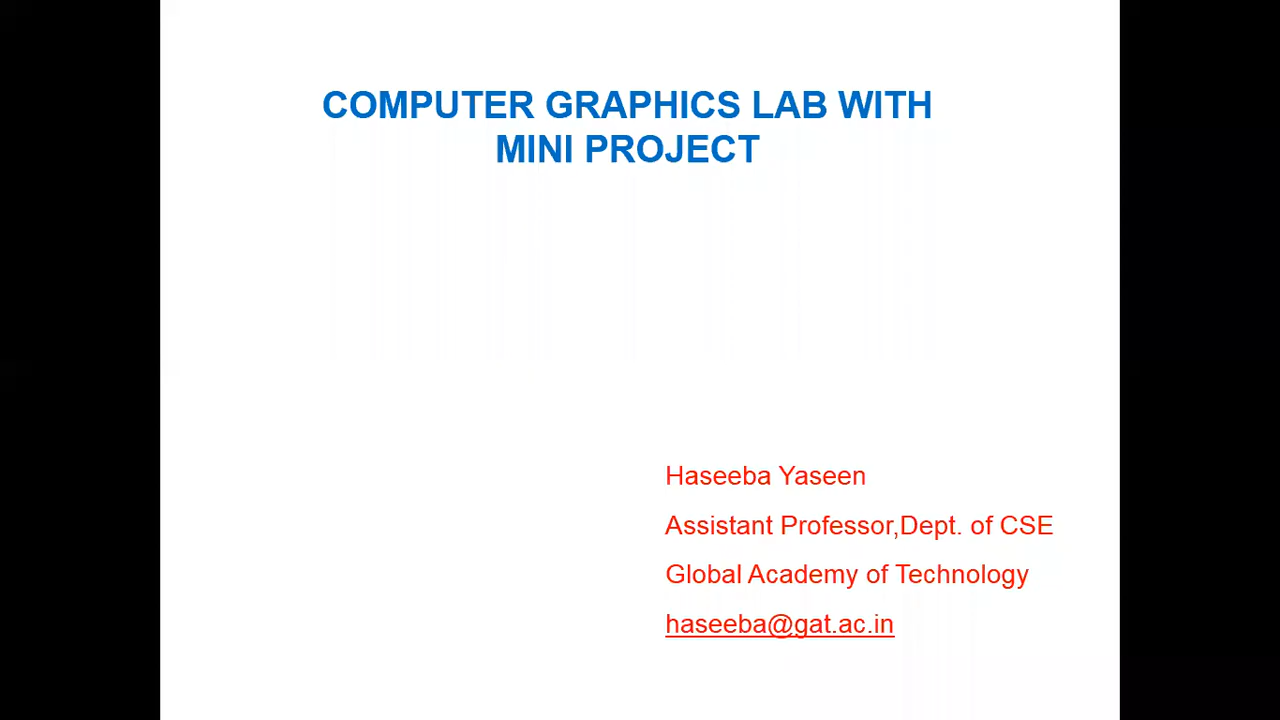 COMPUTER GRAPHICS LAB WITH
MINI PROJECT
Haseeba Yaseen
Assistant Professor,Dept. of CSE
Global Academy of Technology
haseeba@gat.ac.in